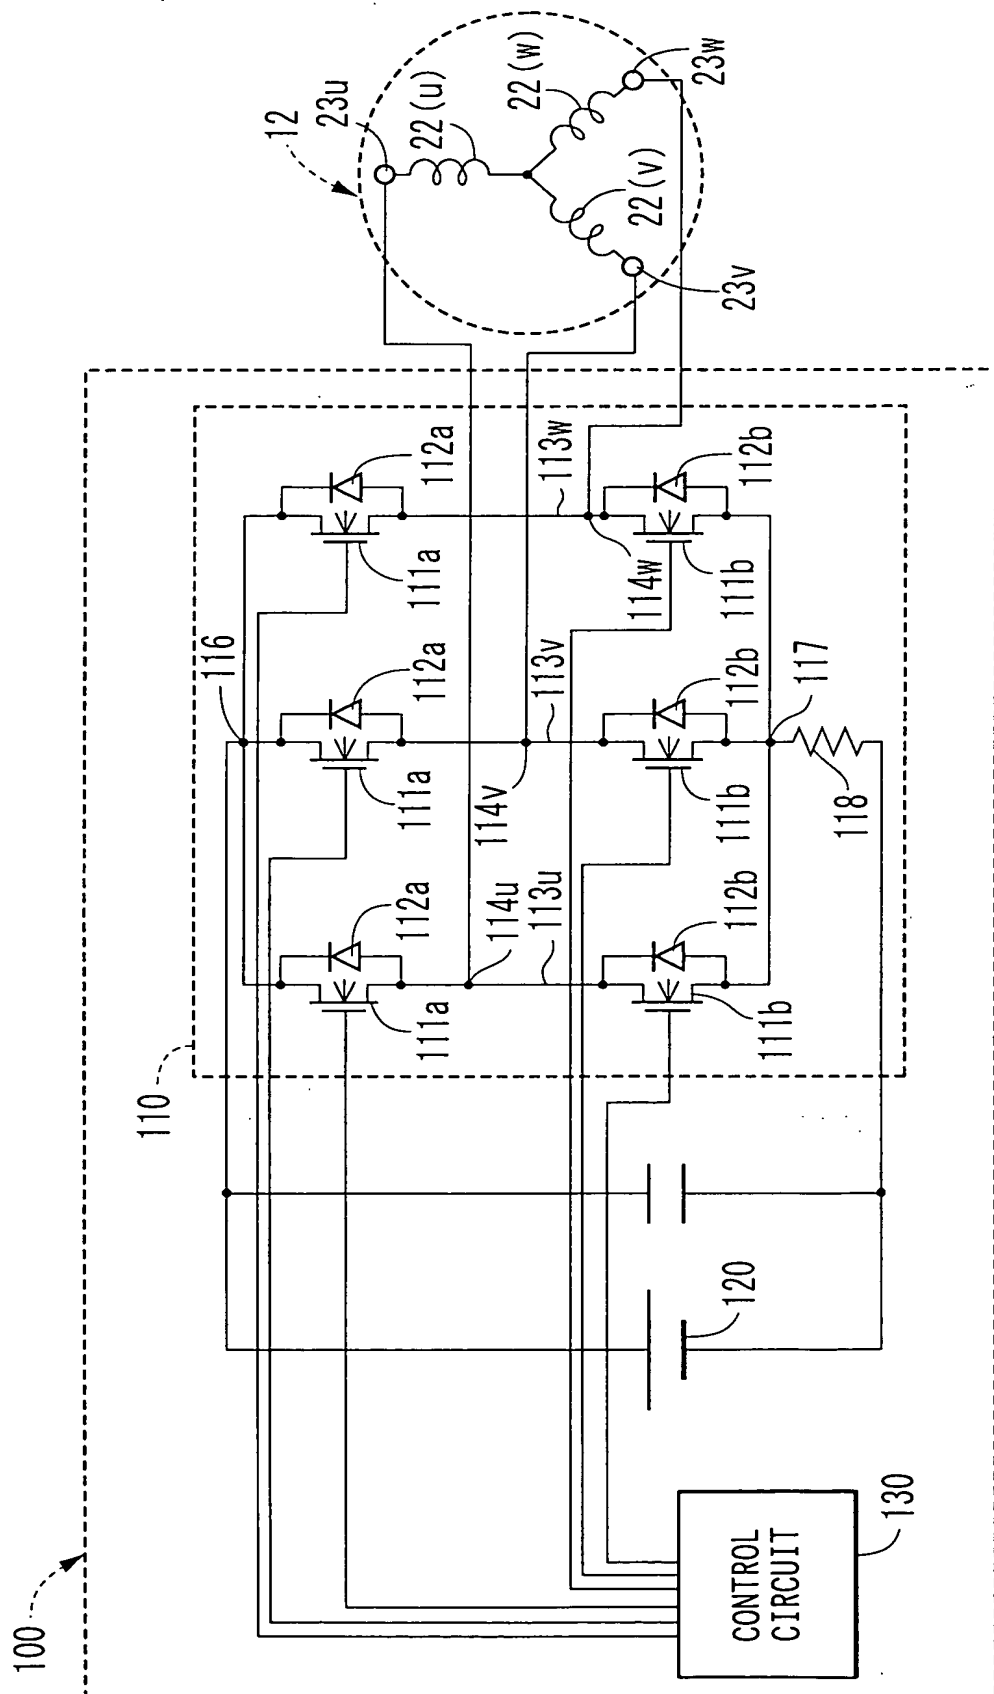 100
110
12
23u
22(u)
22(w)
23w
22(v)
23v
116
112a
112a
112a
111a
111a
111a
113w
114w
113v
114v
114u
113u
112b
112b
112b
111b
111b
111b
117
118
120
CONTROL
CIRCUIT
130